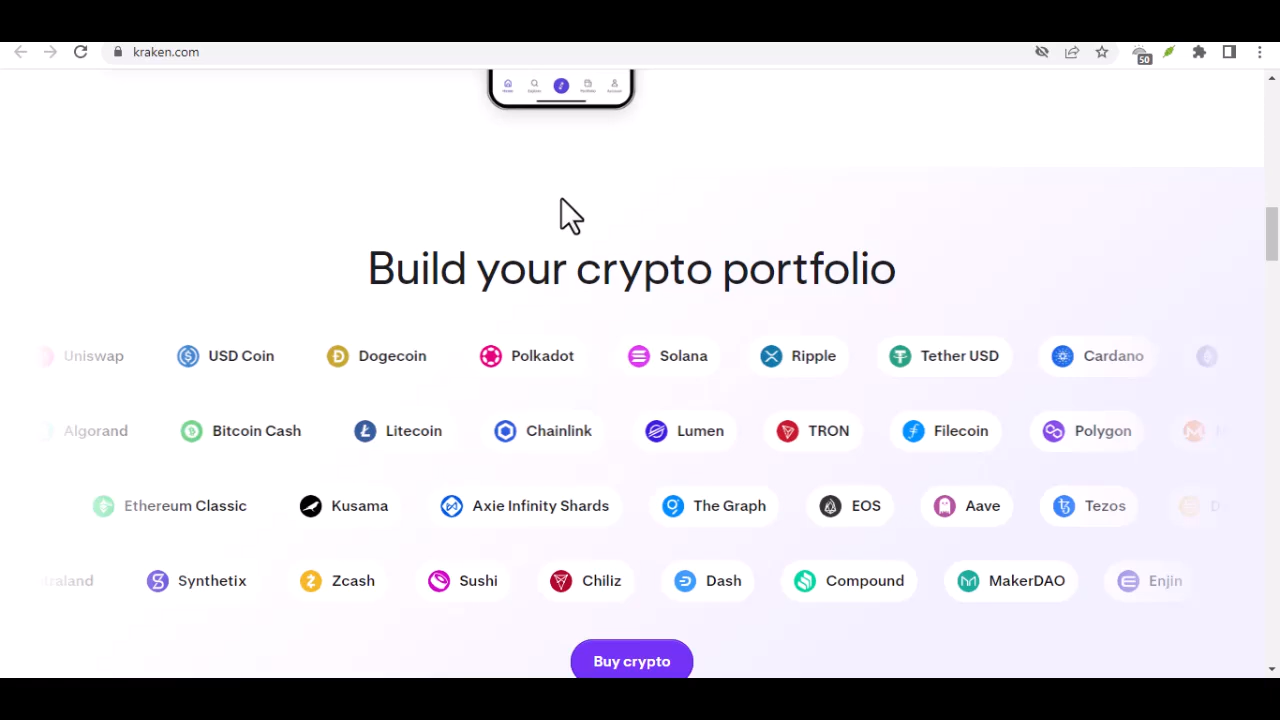 kraken.com
50
Build your crypto portfolio
Uniswap USD Coin Dogecoin Polkadot Solana Ripple Tether USD Cardano
Algorand Bitcoin Cash Litecoin Chainlink Lumen TRON Filecoin Polygon
Ethereum Classic Kusama Axie Infinity Shards The Graph EOS Aave Tezos D
raland Synthetix Zcash Sushi Chiliz Dash Compound MakerDAO Enjin
Buy crypto